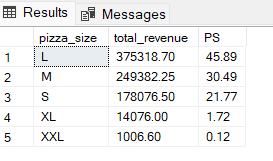 Results Messages
pizza_size total_revenue PS
1 L 375318.70 45.89
2 M 249382.25 30.49
3 S 178076.50 21.77
4 XL 14076.00 1.72
5 XXL 1006.60 0.12